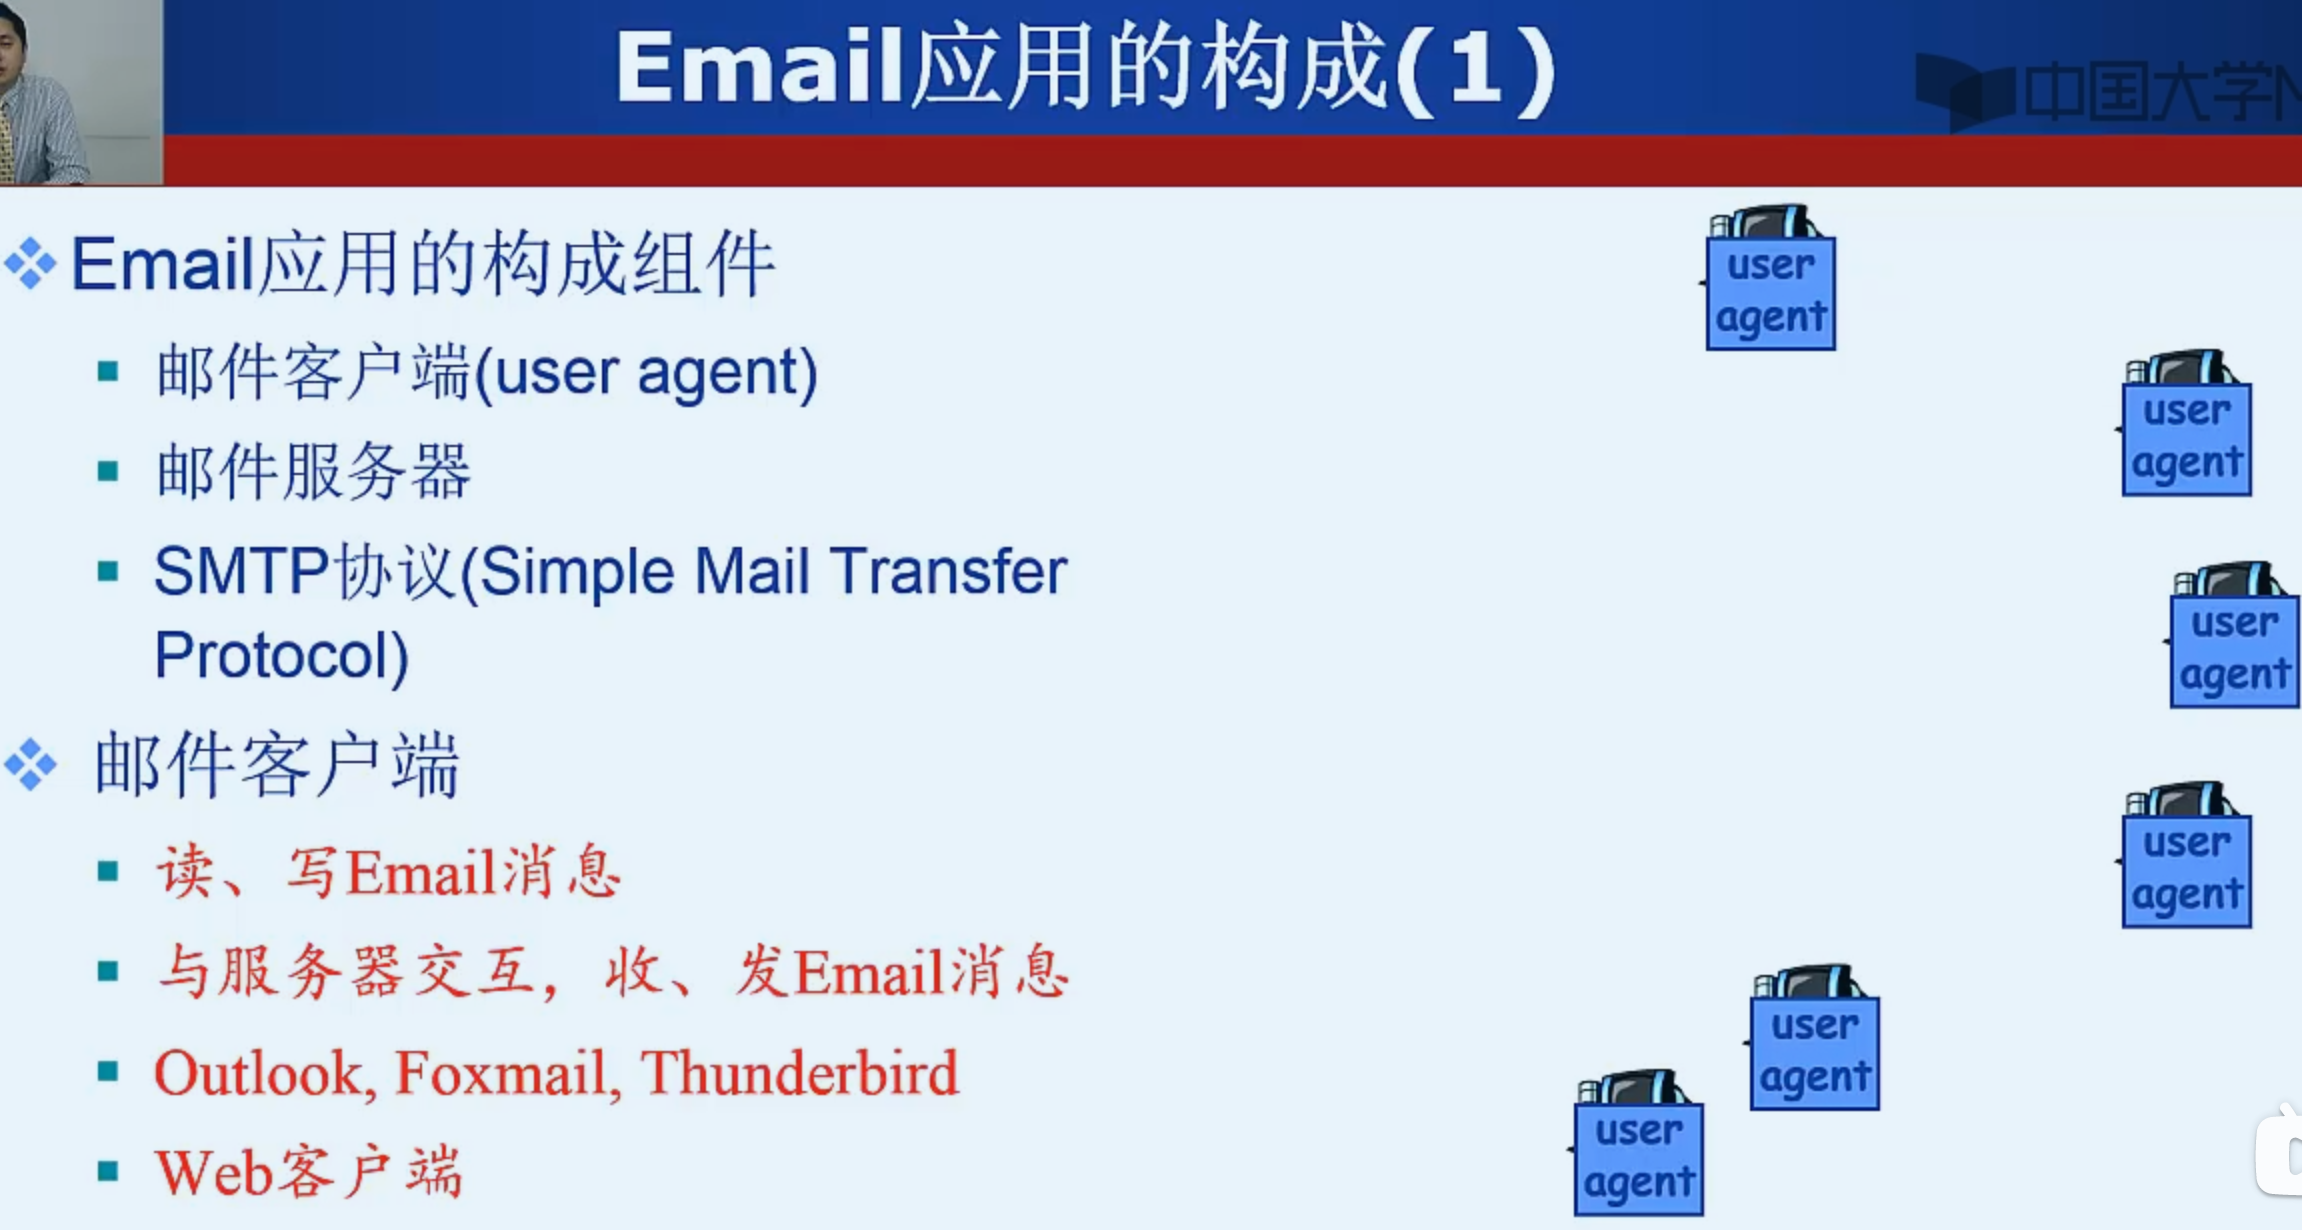 Email应用的构成(1)
中国大学M
Email应用的构成组件
邮件客户端(user agent)
邮件服务器
SMTP协议(Simple Mail Transfer
Protocol)
邮件客户端
读、写Email消息
与服务器交互，收、发Email消息
Outlook, Foxmail, Thunderbird
Web客户端
user
agent
user
agent
user
agent
user
agent
user
agent
user
agent